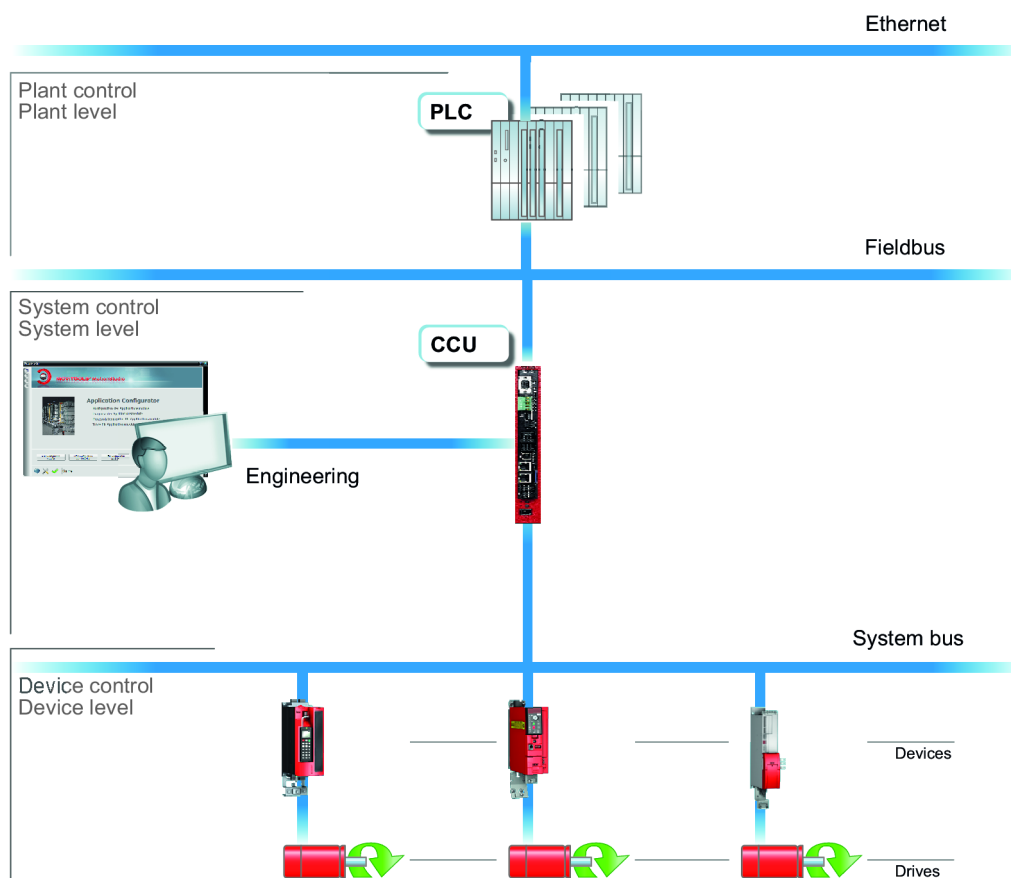 Ethernet
Plant control
Plant level
PLC
Fieldbus
System control
System level
CCU
Application Configurator
Engineering
System bus
Device control
Device level
Devices
Drives